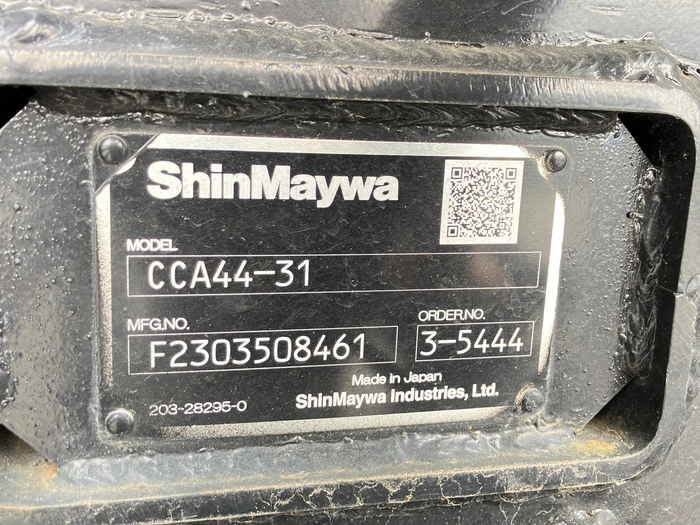 ShinMaywa
MODEL
CCA44-31
MFG.NO.
F2303508461
ORDER.NO.
3-5444
Made in Japan
203-28295-0
ShinMaywa Industries, Ltd.